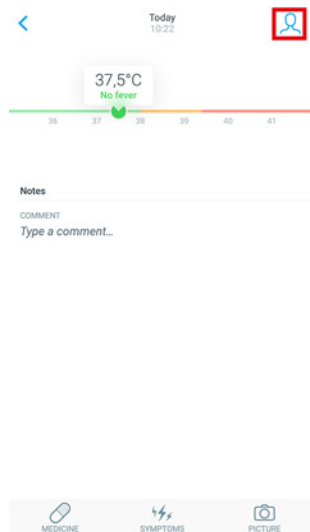 Today
10:22
37,5°C
No fever
36 37 38 39 40 41
Notes
COMMENT
Type a comment...
MEDICINE SYMPTOMS PICTURE